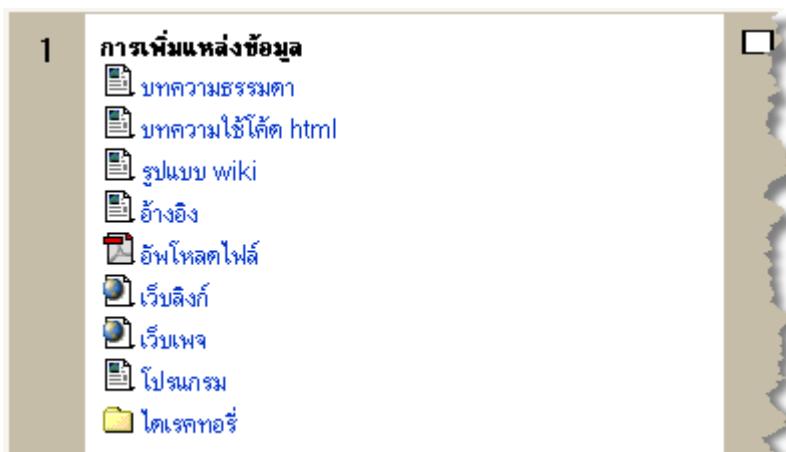 1 การเพิ่มแหล่งข้อมูล
บทความธรรมดา
บทความใช้โค้ด html
รูปแบบ wiki
อ้างอิง
อัพโหลดไฟล์
เว็บลิงก์
เว็บเพจ
โปรแกรม
ไดเรคทอรี่